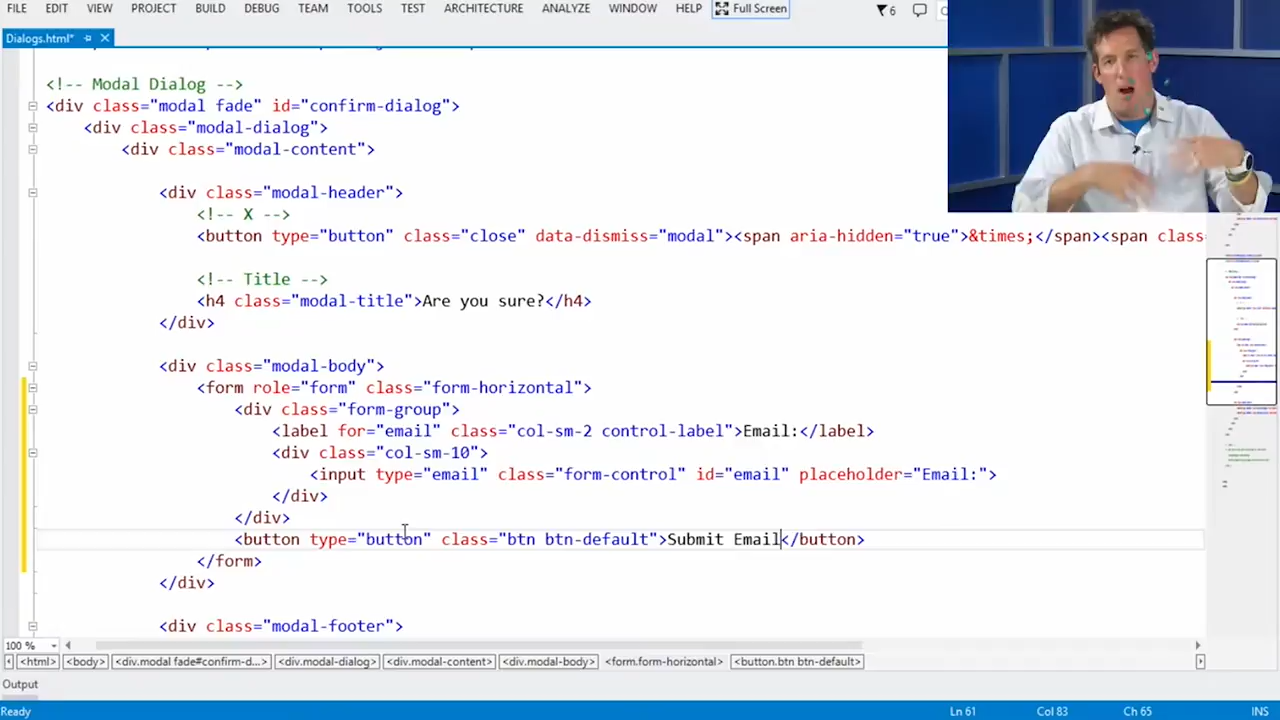 FILE EDIT VIEW PROJECT BUILD DEBUG TEAM TOOLS TEST ARCHITECTURE ANALYZE WINDOW HELP Full Screen 6
Dialogs.html*
<!-- Modal Dialog -->
<div class="modal fade" id="confirm-dialog">
<div class="modal-dialog">
<div class="modal-content">
<div class="modal-header">
<!-- X -->
<button type="button" class="close" data-dismiss="modal"><span aria-hidden="true">&times;</span><span class=
<!-- Title -->
<h4 class="modal-title">Are you sure?</h4>
</div>
<div class="modal-body">
<form role="form" class="form-horizontal">
<div class="form-group">
<label for="email" class="col-sm-2 control-label">Email:</label>
<div class="col-sm-10">
<input type="email" class="form-control" id="email" placeholder="Email:">
</div>
</div>
<button type="button" class="btn btn-default">Submit Email</button>
</form>
</div>
<div class="modal-footer">
100 %
<html> <body> <div.modal fade#confirm-d...> <div.modal-dialog> <div.modal-content> <div.modal-body> <form.form-horizontal> <button.btn btn-default>
Output
Ready Ln 61 Col 83 Ch 65 INS